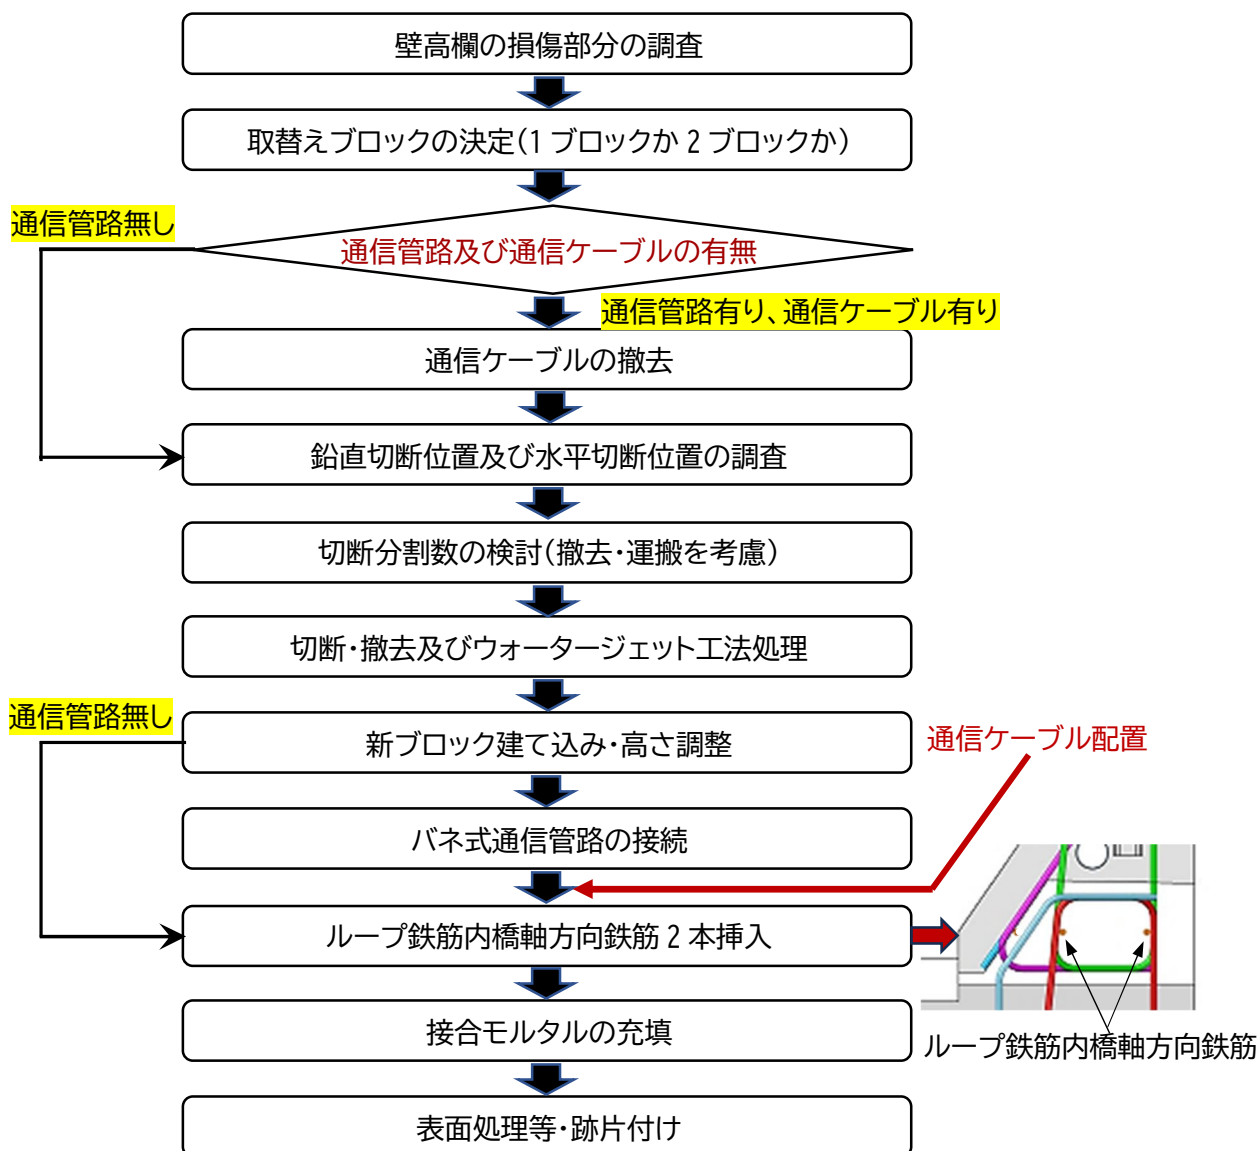 壁高欄の損傷部分の調査
取替えブロックの決定(1 ブロックか 2 ブロックか)
通信管路無し
通信管路及び通信ケーブルの有無
通信管路有り、通信ケーブル有り
通信ケーブルの撤去
鉛直切断位置及び水平切断位置の調査
切断分割数の検討(撤去・運搬を考慮)
切断・撤去及びウォータージェット工法処理
通信管路無し
新ブロック建て込み・高さ調整
通信ケーブル配置
バネ式通信管路の接続
ループ鉄筋内橋軸方向鉄筋 2 本挿入
接合モルタルの充填
ループ鉄筋内橋軸方向鉄筋
表面処理等・跡片付け